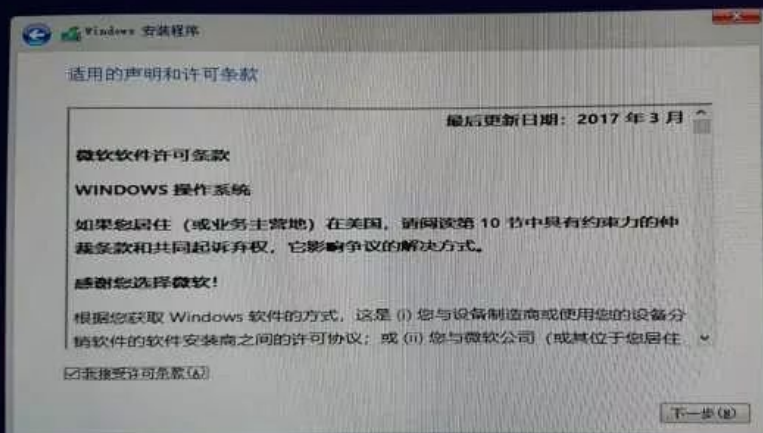 Windows 安装程序
适用的声明和许可条款
最后更新日期：2017 年 3 月
微软软件许可条款
WINDOWS 操作系统
如果您居住（或业务主营地）在美国，请阅读第 10 节中具有约束力的仲
裁条款和共同起诉弃权，它影响争议的解决方式。
感谢您选择微软！
根据您获取 Windows 软件的方式，这是 (i) 您与设备制造商或使用您的设备分
销软件的软件安装商之间的许可协议；或 (ii) 您与微软公司（或其位于您居住
我接受许可条款(A)
下一步(N)